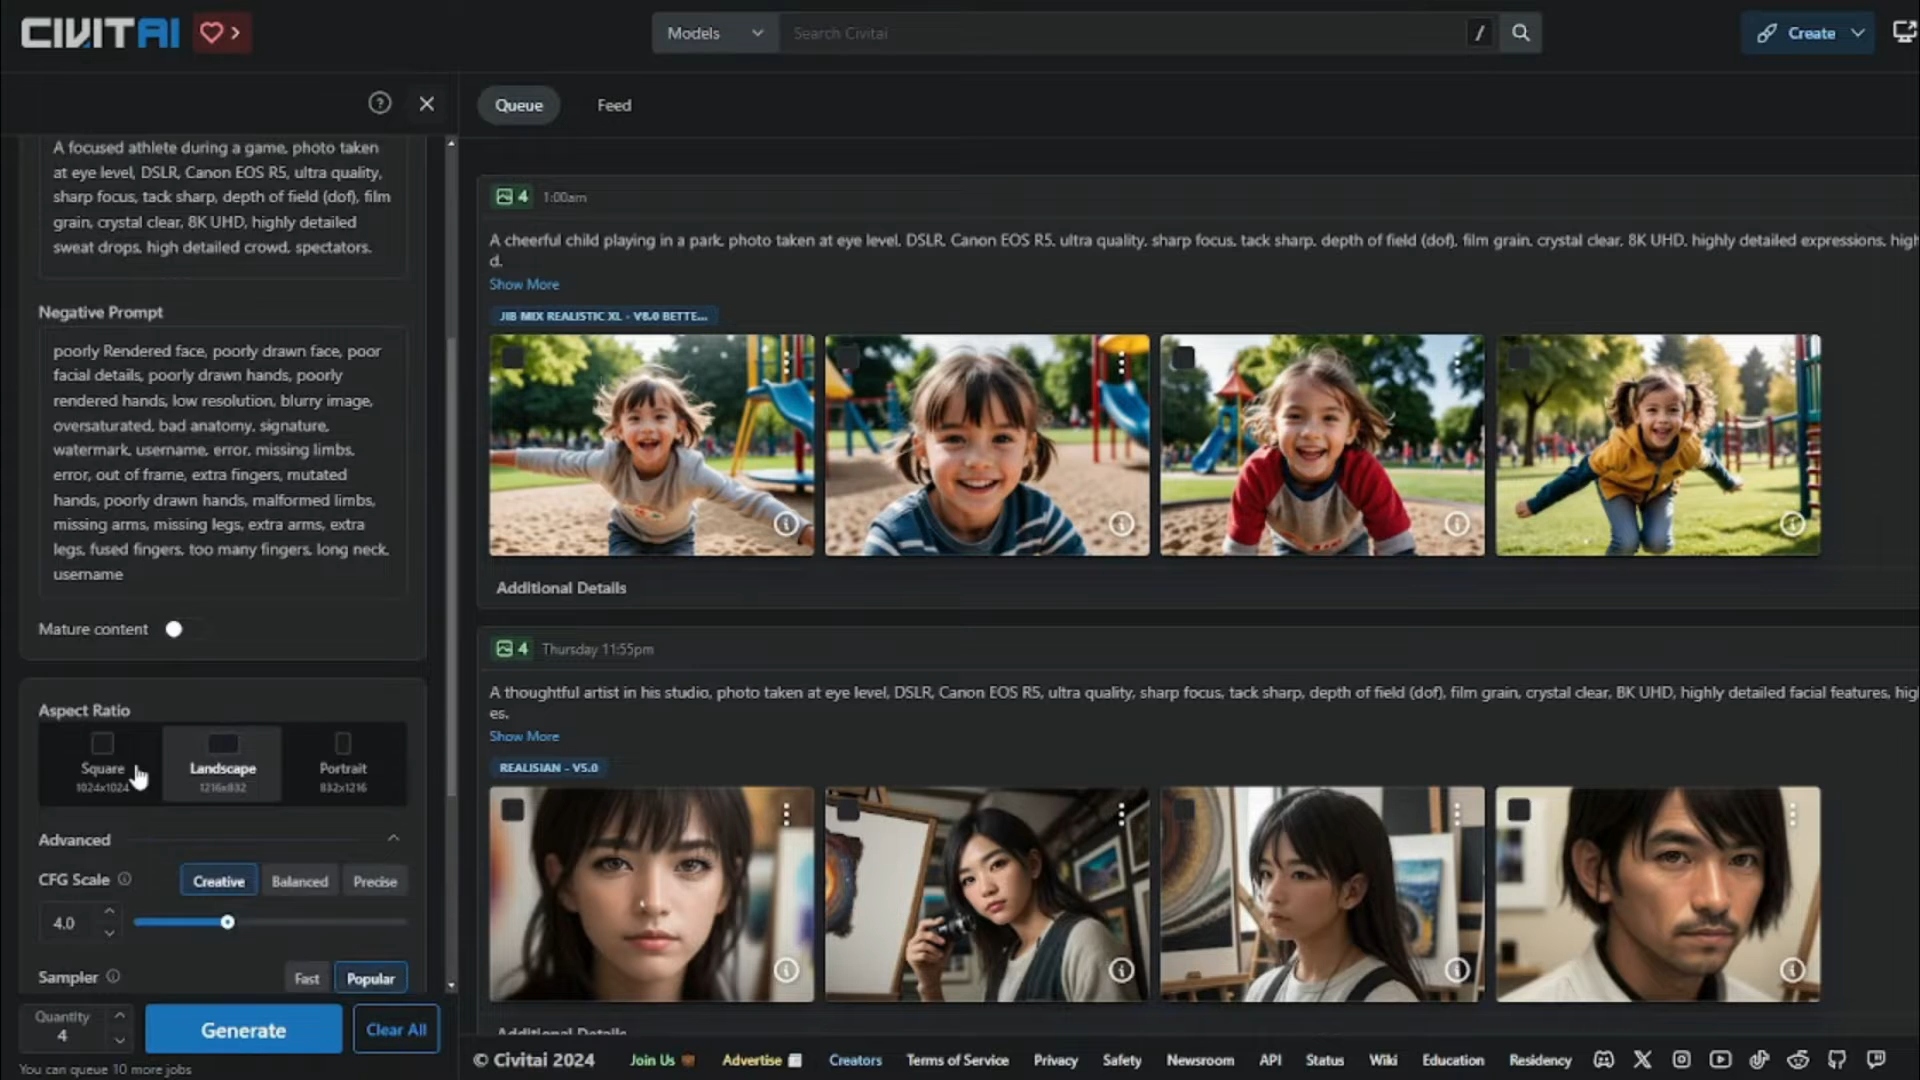 CIVITAI
Models
Search Civitai
/
Create
Queue
Feed
A focused athlete during a game, photo taken
at eye level, DSLR, Canon EOS R5, ultra quality,
sharp focus, tack sharp, depth of field (dof), film
grain, crystal clear, 8K UHD, highly detailed
sweat drops, high detailed crowd, spectators.
Negative Prompt
poorly Rendered face, poorly drawn face, poor
facial details, poorly drawn hands, poorly
rendered hands, low resolution, blurry image,
oversaturated, bad anatomy, signature,
watermark, username, error, missing limbs,
error, out of frame, extra fingers, mutated
hands, poorly drawn hands, malformed limbs,
missing arms, missing legs, extra arms, extra
legs, fused fingers, too many fingers, long neck,
username
Mature content
Aspect Ratio
Square
1024x1024
Landscape
1216x832
Portrait
832x1216
Advanced
CFG Scale
Creative
Balanced
Precise
4.0
Sampler
Fast
Popular
Quantity
4
Generate
Clear All
You can queue 10 more jobs
4 1:00am
A cheerful child playing in a park, photo taken at eye level, DSLR, Canon EOS R5, ultra quality, sharp focus, tack sharp, depth of field (dof), film grain, crystal clear, 8K UHD, highly detailed expressions, high
d.
Show More
JIB MIX REALISTIC XL - V8.0 BETTE...
Additional Details
4 Thursday 11:55pm
A thoughtful artist in his studio, photo taken at eye level, DSLR, Canon EOS R5, ultra quality, sharp focus, tack sharp, depth of field (dof), film grain, crystal clear, 8K UHD, highly detailed facial features, hig
es.
Show More
REALISIAN - V5.0
Additional Details
© Civitai 2024
Join Us
Advertise
Creators
Terms of Service
Privacy
Safety
Newsroom
API
Status
Wiki
Education
Residency